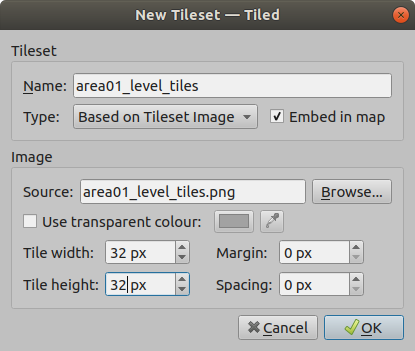 New Tileset — Tiled
Tileset
Name: area01_level_tiles
Type: Based on Tileset Image Embed in map
Image
Source: area01_level_tiles.png Browse...
Use transparent colour:
Tile width: 32 px Margin: 0 px
Tile height: 32 px Spacing: 0 px
Cancel OK